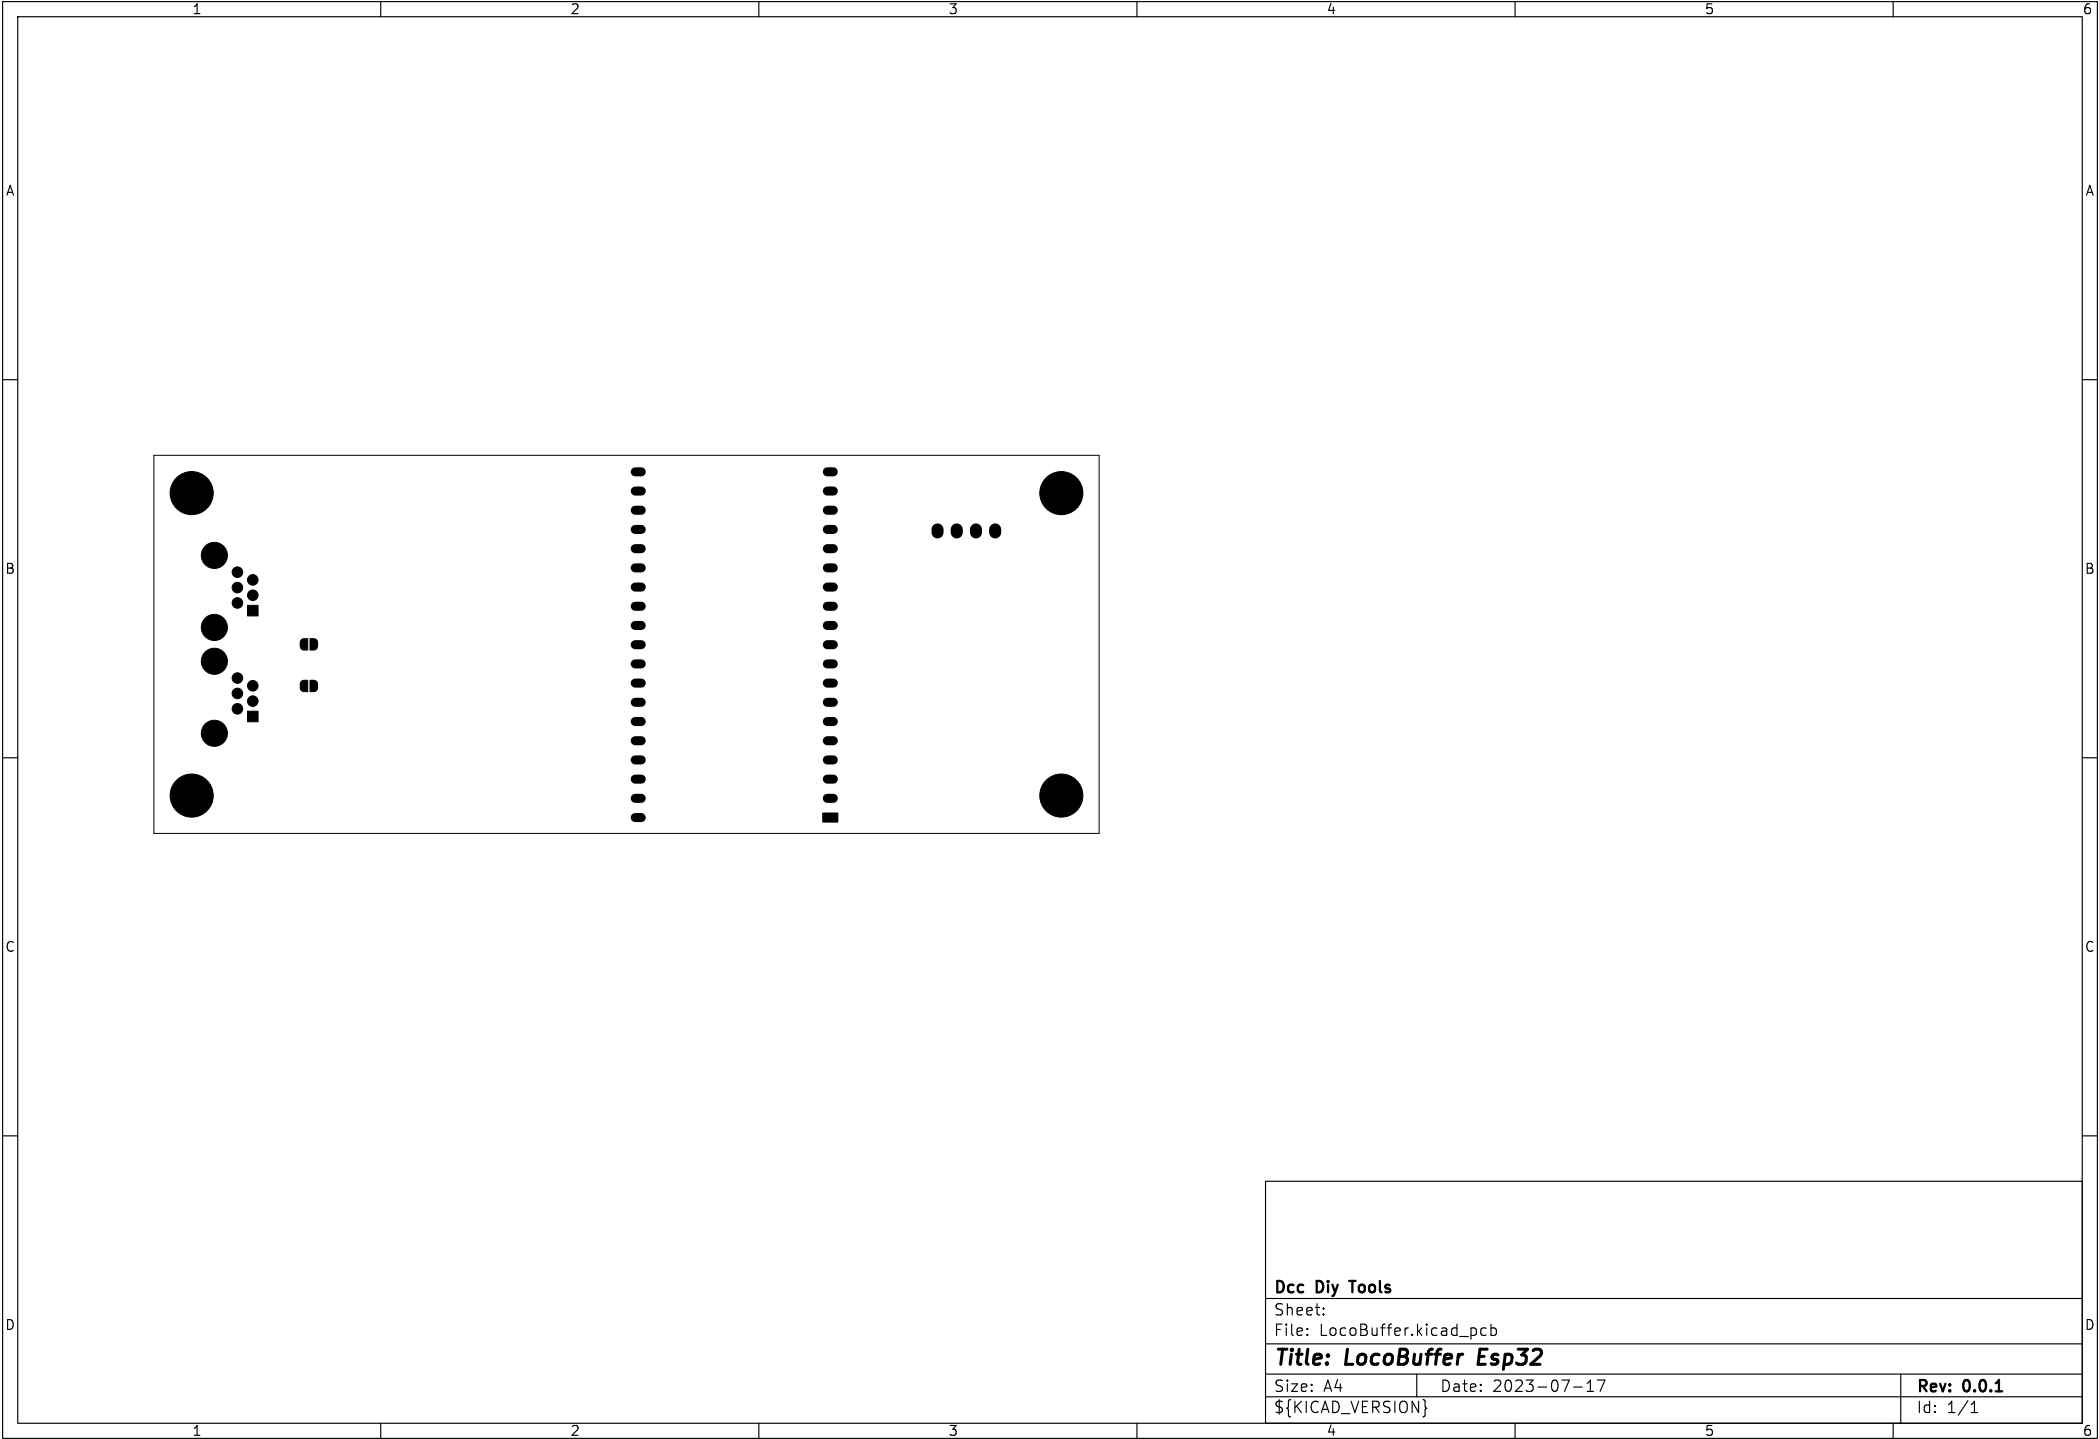 1 2 3 4 5 6
A A
B B
C C
Dcc Diy Tools
Sheet:
D D
File: LocoBuffer.kicad_pcb
Title: LocoBuffer Esp32
Size: A4 Date: 2023-07-17 Rev: 0.0.1
${KICAD_VERSION} Id: 1/1
1 2 3 4 5 6